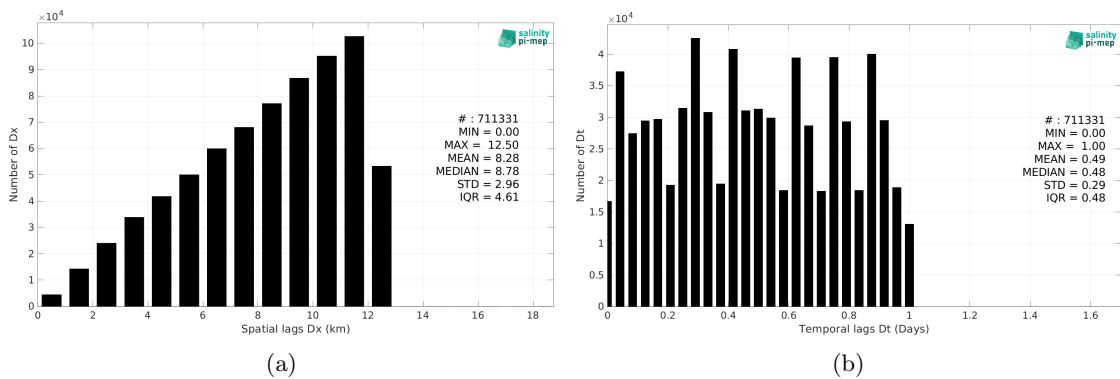 ×10⁴
10
9
8
7
6
5
4
3
2
1
0
Number of Dx
0 2 4 6 8 10 12 14 16 18
Spatial lags Dx (km)
salinity
pi-mep
# : 711331
MIN = 0.00
MAX = 12.50
MEAN = 8.28
MEDIAN = 8.78
STD = 2.96
IQR = 4.61
(a)
×10⁴
4
3.5
3
2.5
2
1.5
1
0.5
0
Number of Dt
0 0.2 0.4 0.6 0.8 1 1.2 1.4 1.6
Temporal lags Dt (Days)
salinity
pi-mep
# : 711331
MIN = 0.00
MAX = 1.00
MEAN = 0.49
MEDIAN = 0.48
STD = 0.29
IQR = 0.48
(b)